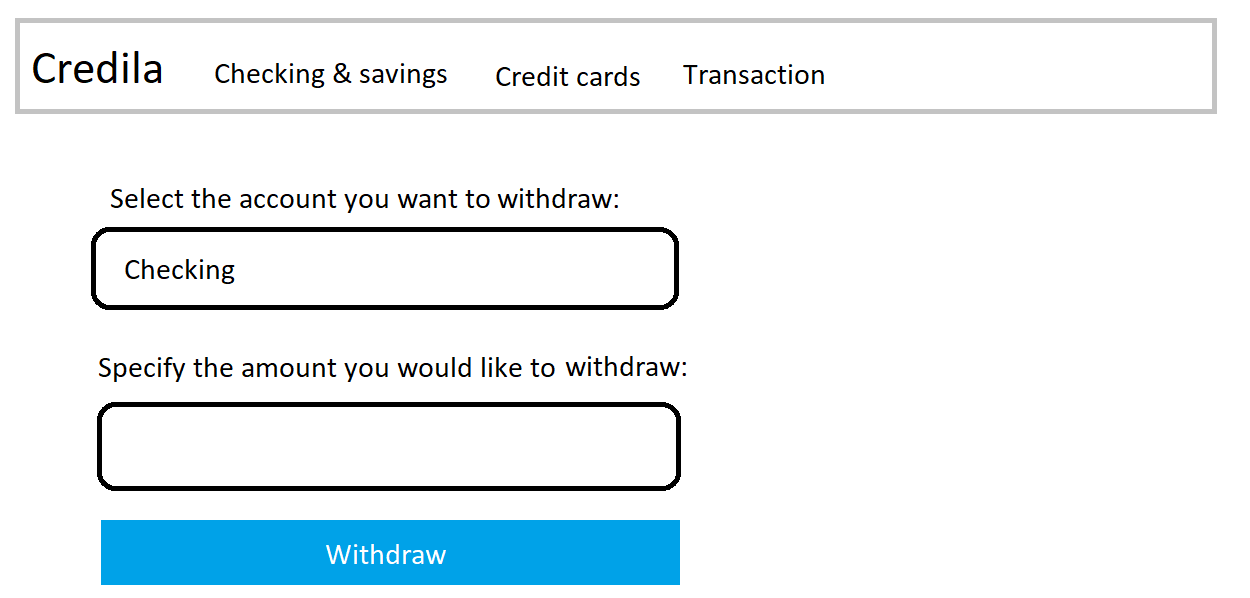 Credila Checking & savings Credit cards Transaction
Select the account you want to withdraw:
Checking
Specify the amount you would like to withdraw:
Withdraw